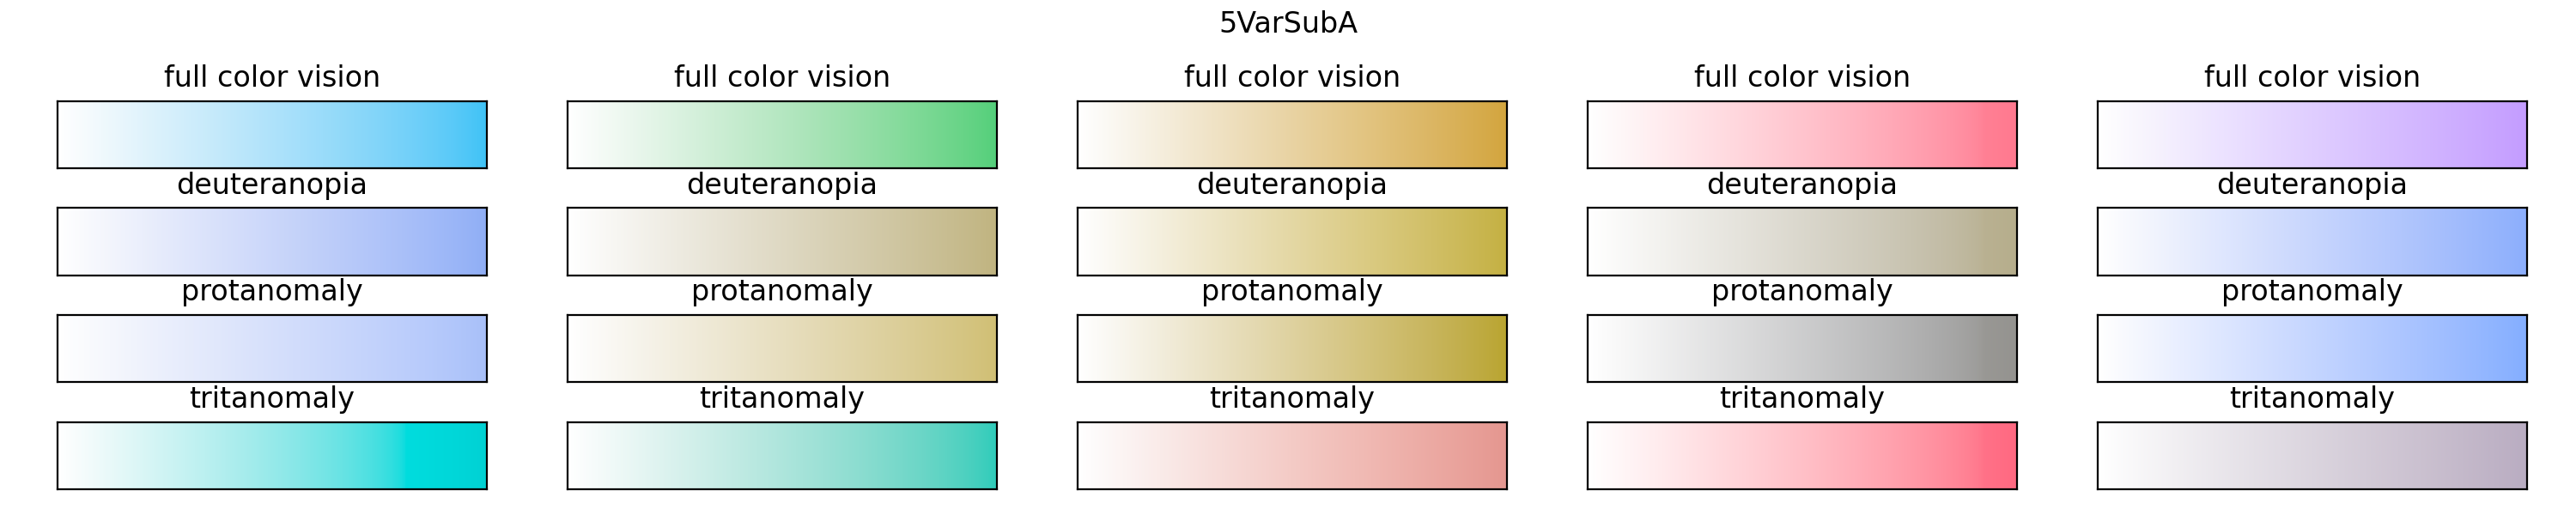 5VarSubA
full color vision full color vision full color vision full color vision full color vision
deuteranopia deuteranopia deuteranopia deuteranopia deuteranopia
protanomaly protanomaly protanomaly protanomaly protanomaly
tritanomaly tritanomaly tritanomaly tritanomaly tritanomaly